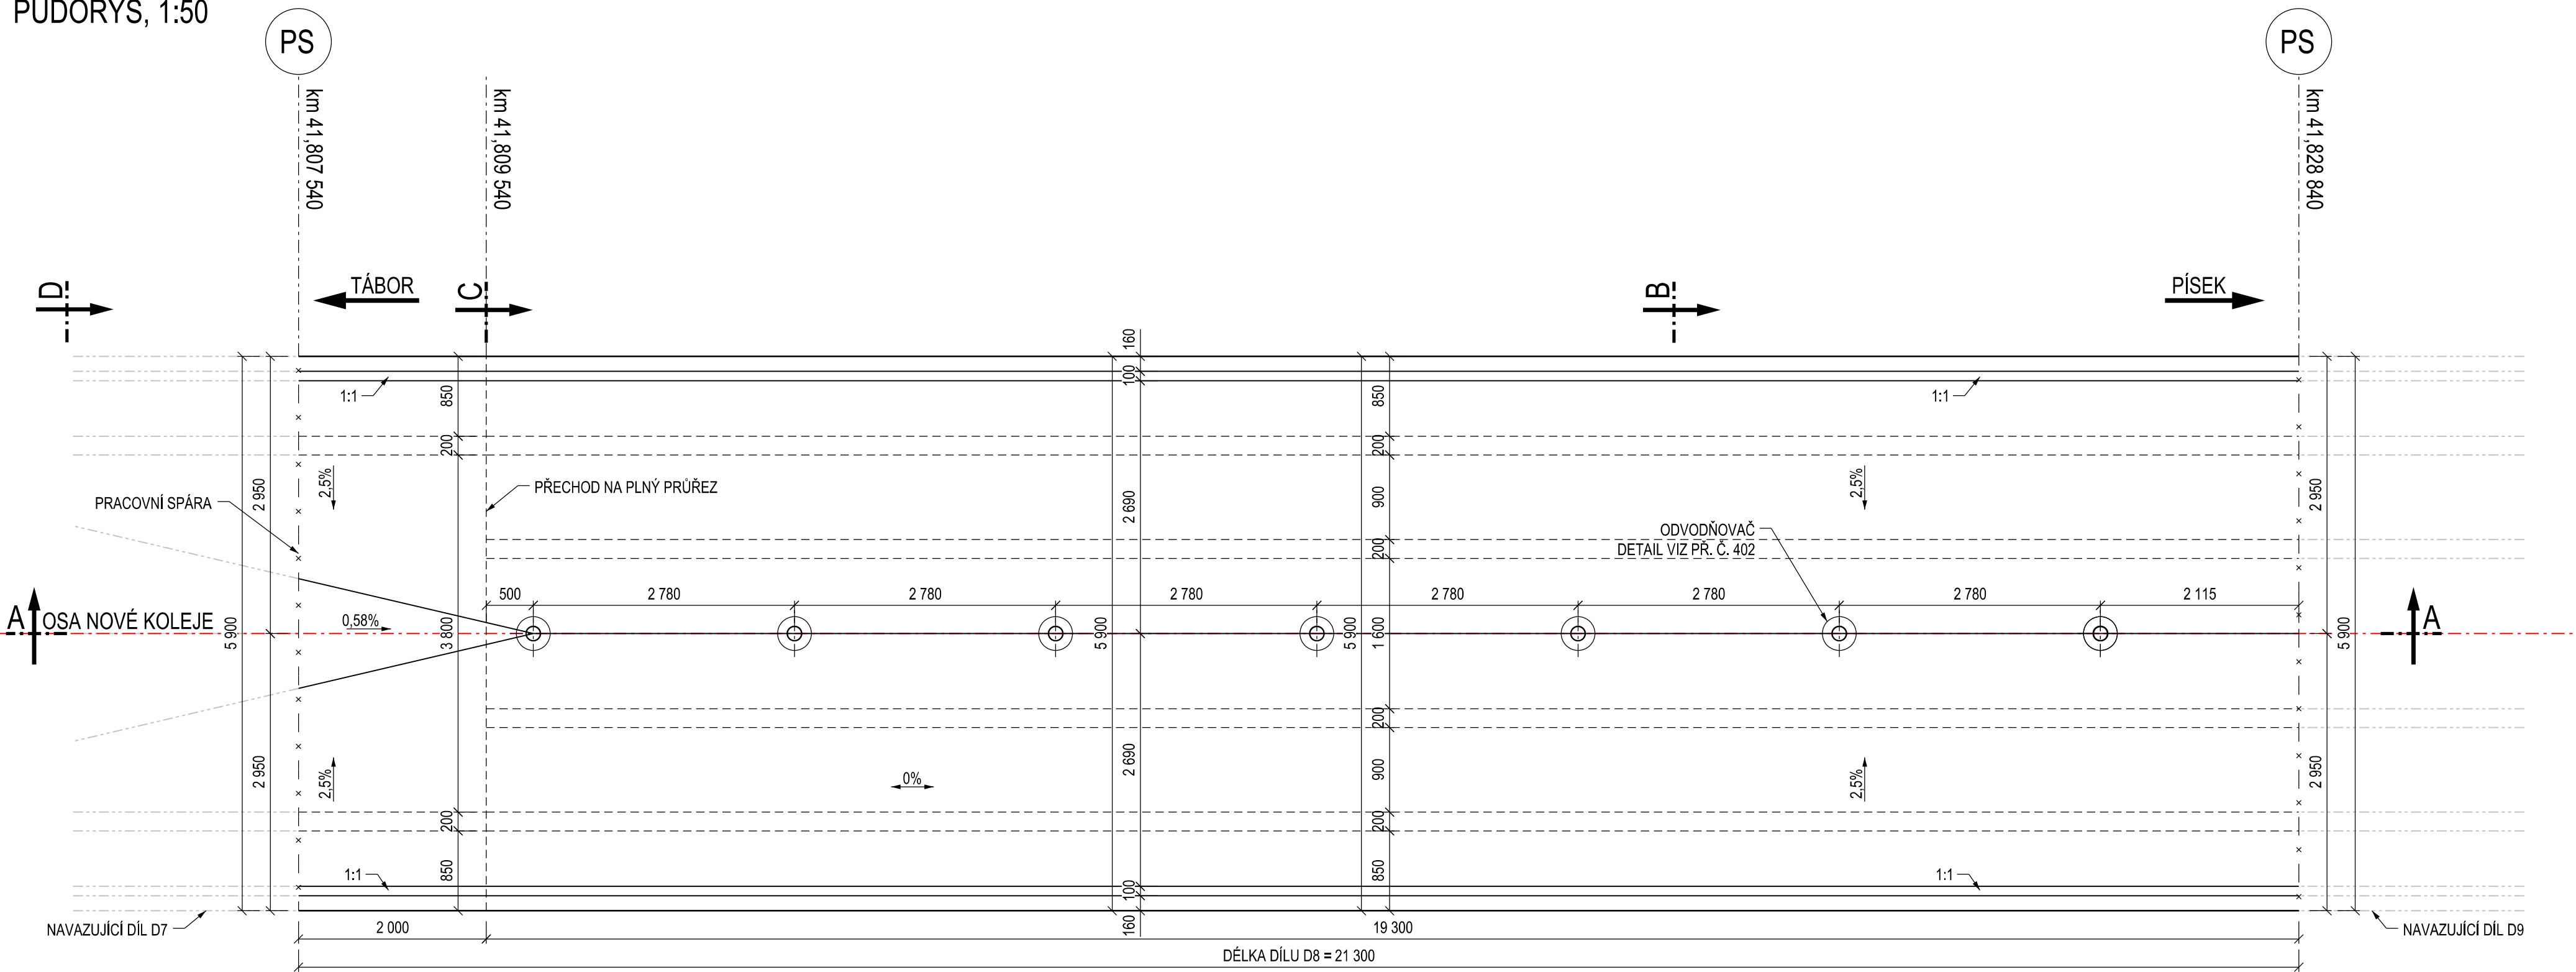 PŮDORYS, 1:50
PS
PS
km 41,807 540
km 41,809 540
km 41,828 840
D
TÁBOR
C
B
PÍSEK
160
100
1:1
1:1
850
850
200
200
2,5%
2,5%
2 950
2 950
PRACOVNÍ SPÁRA
PŘECHOD NA PLNÝ PRŮŘEZ
2 690
900
ODVODŇOVAČ
DETAIL VIZ PŘ. Č. 402
200
500
2 780
2 780
2 780
2 780
2 780
2 780
2 115
A
OSA NOVÉ KOLEJE
0,58%
A
5 900
3 800
5 900
5 900
1 600
5 900
200
2 950
2,5%
0%
2 690
900
2,5%
2 950
200
200
1:1
850
850
1:1
100
160
NAVAZUJÍCÍ DÍL D7
2 000
19 300
NAVAZUJÍCÍ DÍL D9
DÉLKA DÍLU D8 = 21 300